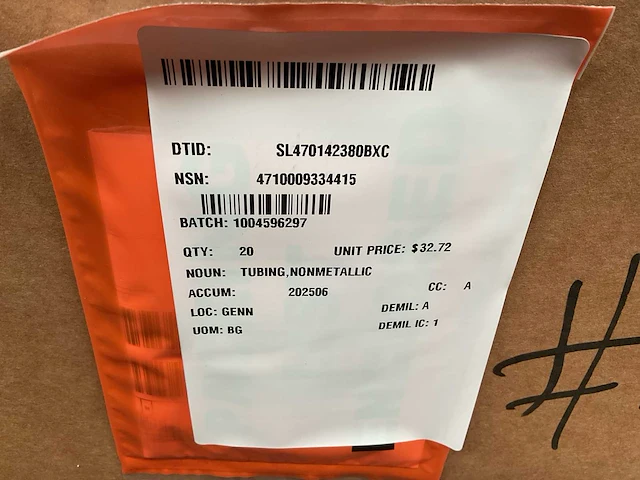 DTID: SL470142380BXC
NSN: 4710009334415
BATCH: 1004596297
QTY: 20 UNIT PRICE: $32.72
NOUN: TUBING,NONMETALLIC
ACCUM: 202506 CC: A
LOC: GENN DEMIL: A
UOM: BG DEMIL IC: 1
#